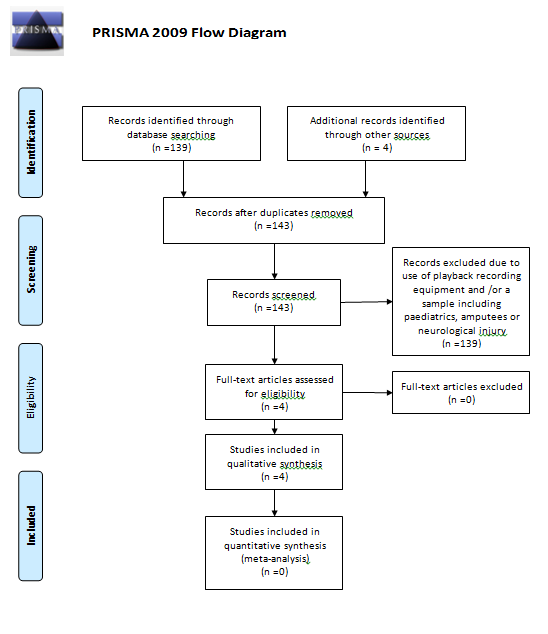 PRISMA
PRISMA 2009 Flow Diagram
Identification
Records identified through
database searching
(n =139)
Additional records identified
through other sources
(n = 4)
Records after duplicates removed
(n =143)
Screening
Records screened
(n =143)
Records excluded due to
use of playback recording
equipment and /or a
sample including
paediatrics, amputees or
neurological injury
(n =139)
Eligibility
Full-text articles assessed
for eligibility
(n =4)
Full-text articles excluded
(n =0)
Studies included in
qualitative synthesis
(n =4)
Included
Studies included in
quantitative synthesis
(meta-analysis)
(n =0)